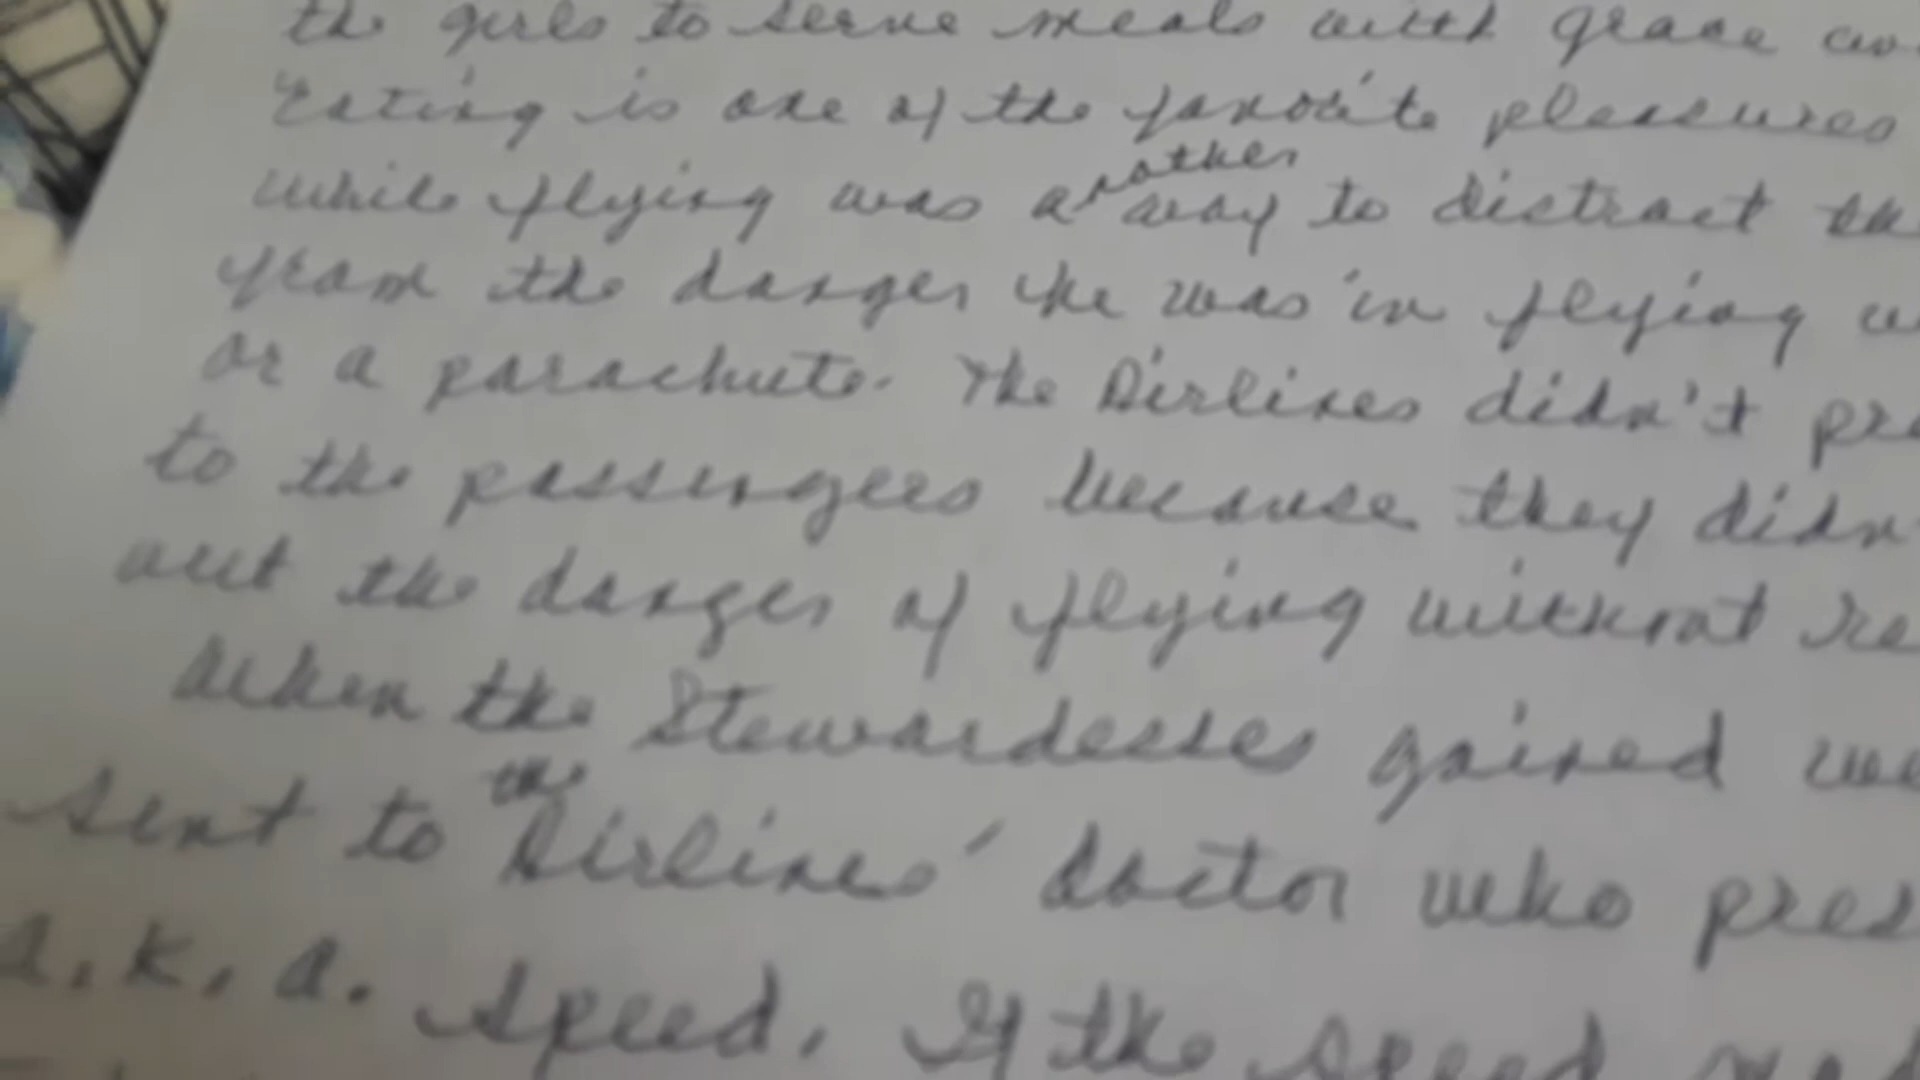 the girls to serve meals with grace
Eating is one of the favorite pleasures
while flying was another way to distract
from the danger he was in flying
or a parachute. The Airlines didn't
to the passengers because they didn
out the danger of flying without
When the Stewardesses gained
sent to the Airlines' doctor who pres
a.k.a. Speed. If the Speed